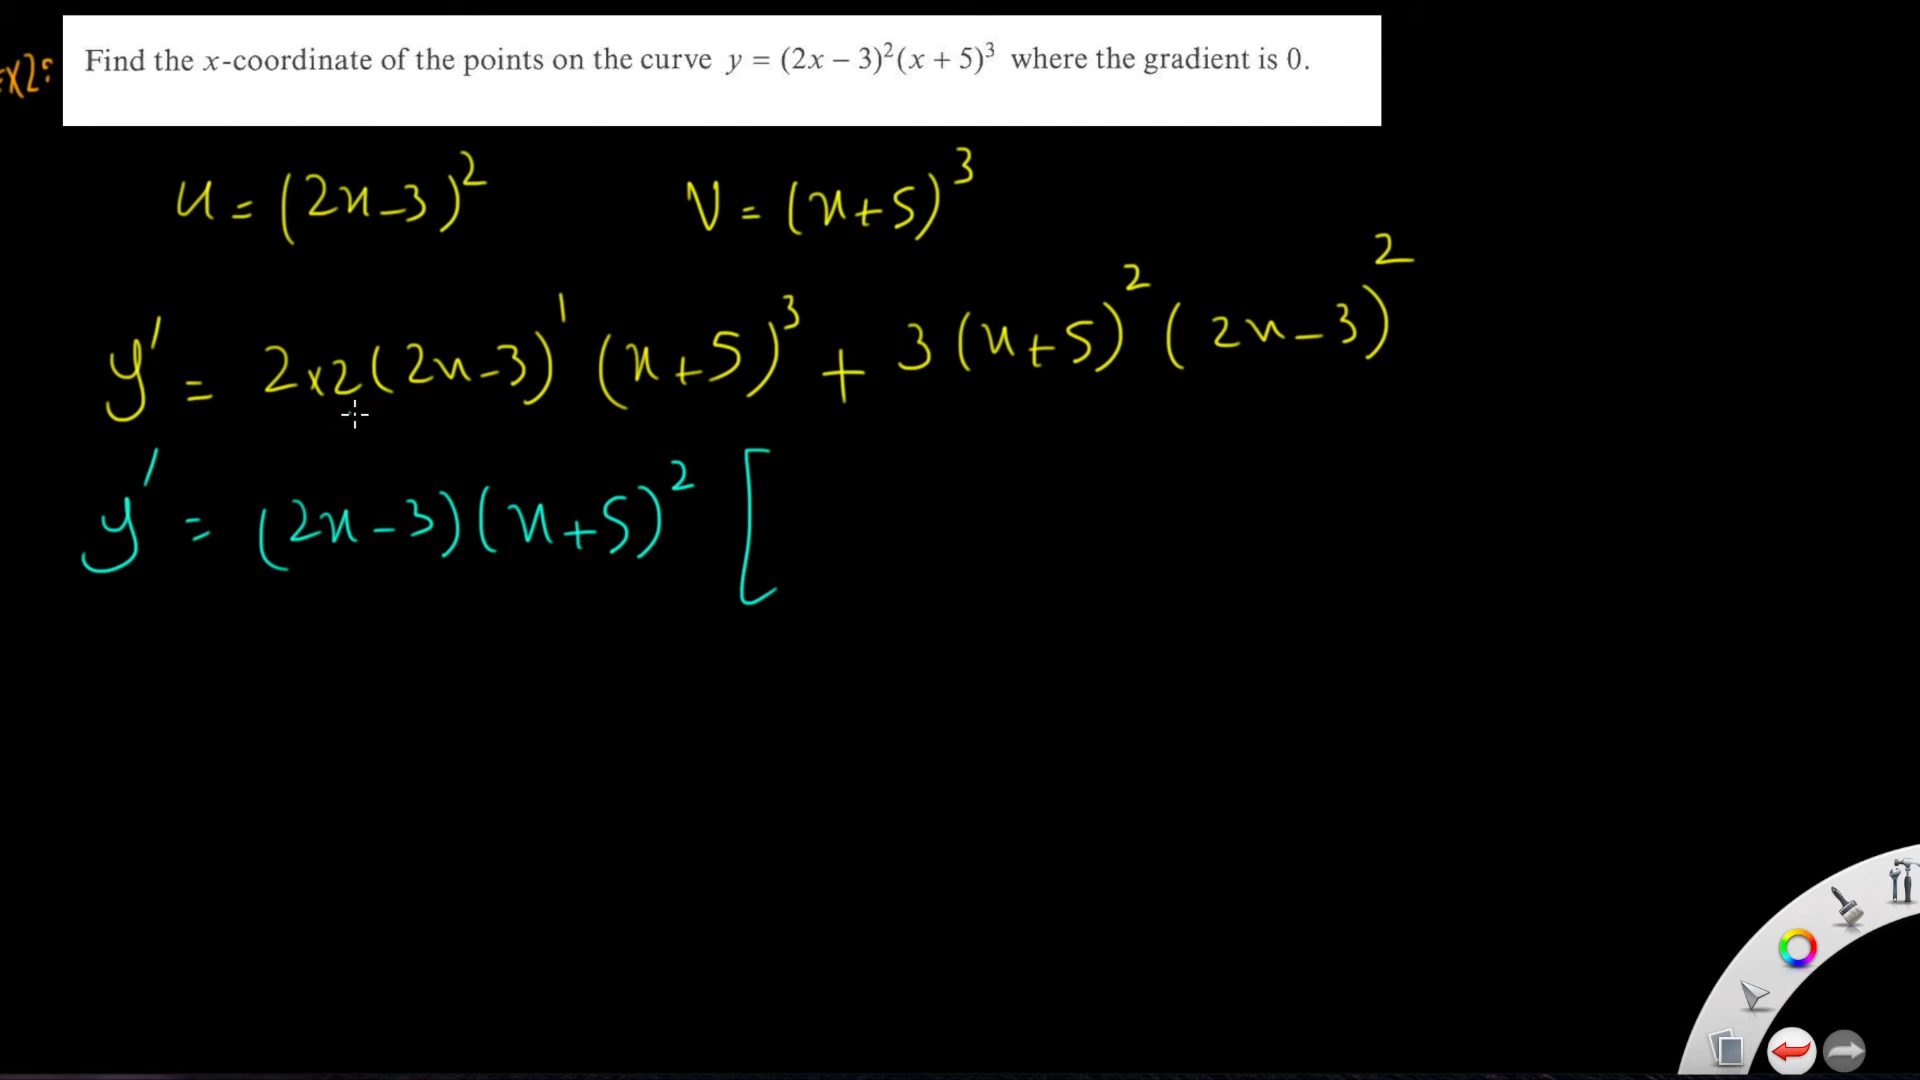 Ex2:
Find the x-coordinate of the points on the curve y = (2x − 3)²(x + 5)³ where the gradient is 0.
u = (2x-3)² V = (x+5)³
y' = 2×2(2x-3)¹ (x+5)³ + 3(x+5)² (2x-3)²
y' = (2x-3)(x+5)² [